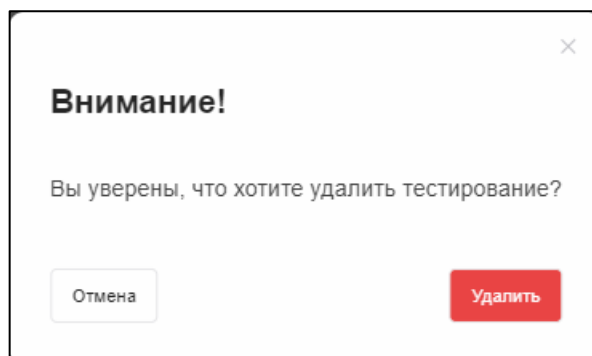 Внимание!
Вы уверены, что хотите удалить тестирование?
Отмена
Удалить